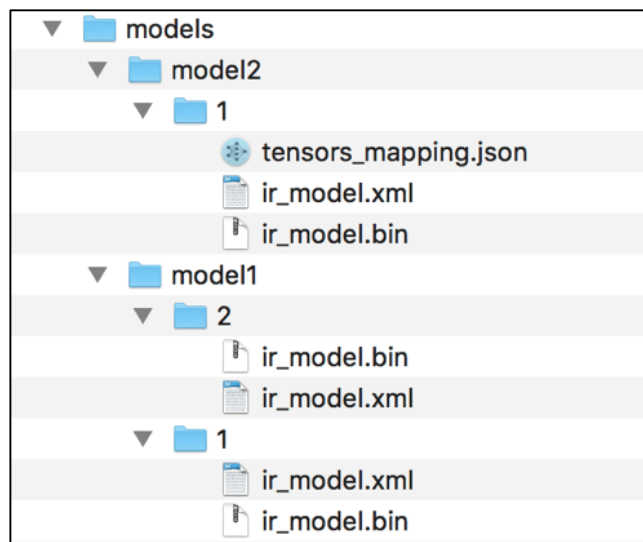 models
model2
1
tensors_mapping.json
ir_model.xml
ir_model.bin
model1
2
ir_model.bin
ir_model.xml
1
ir_model.xml
ir_model.bin